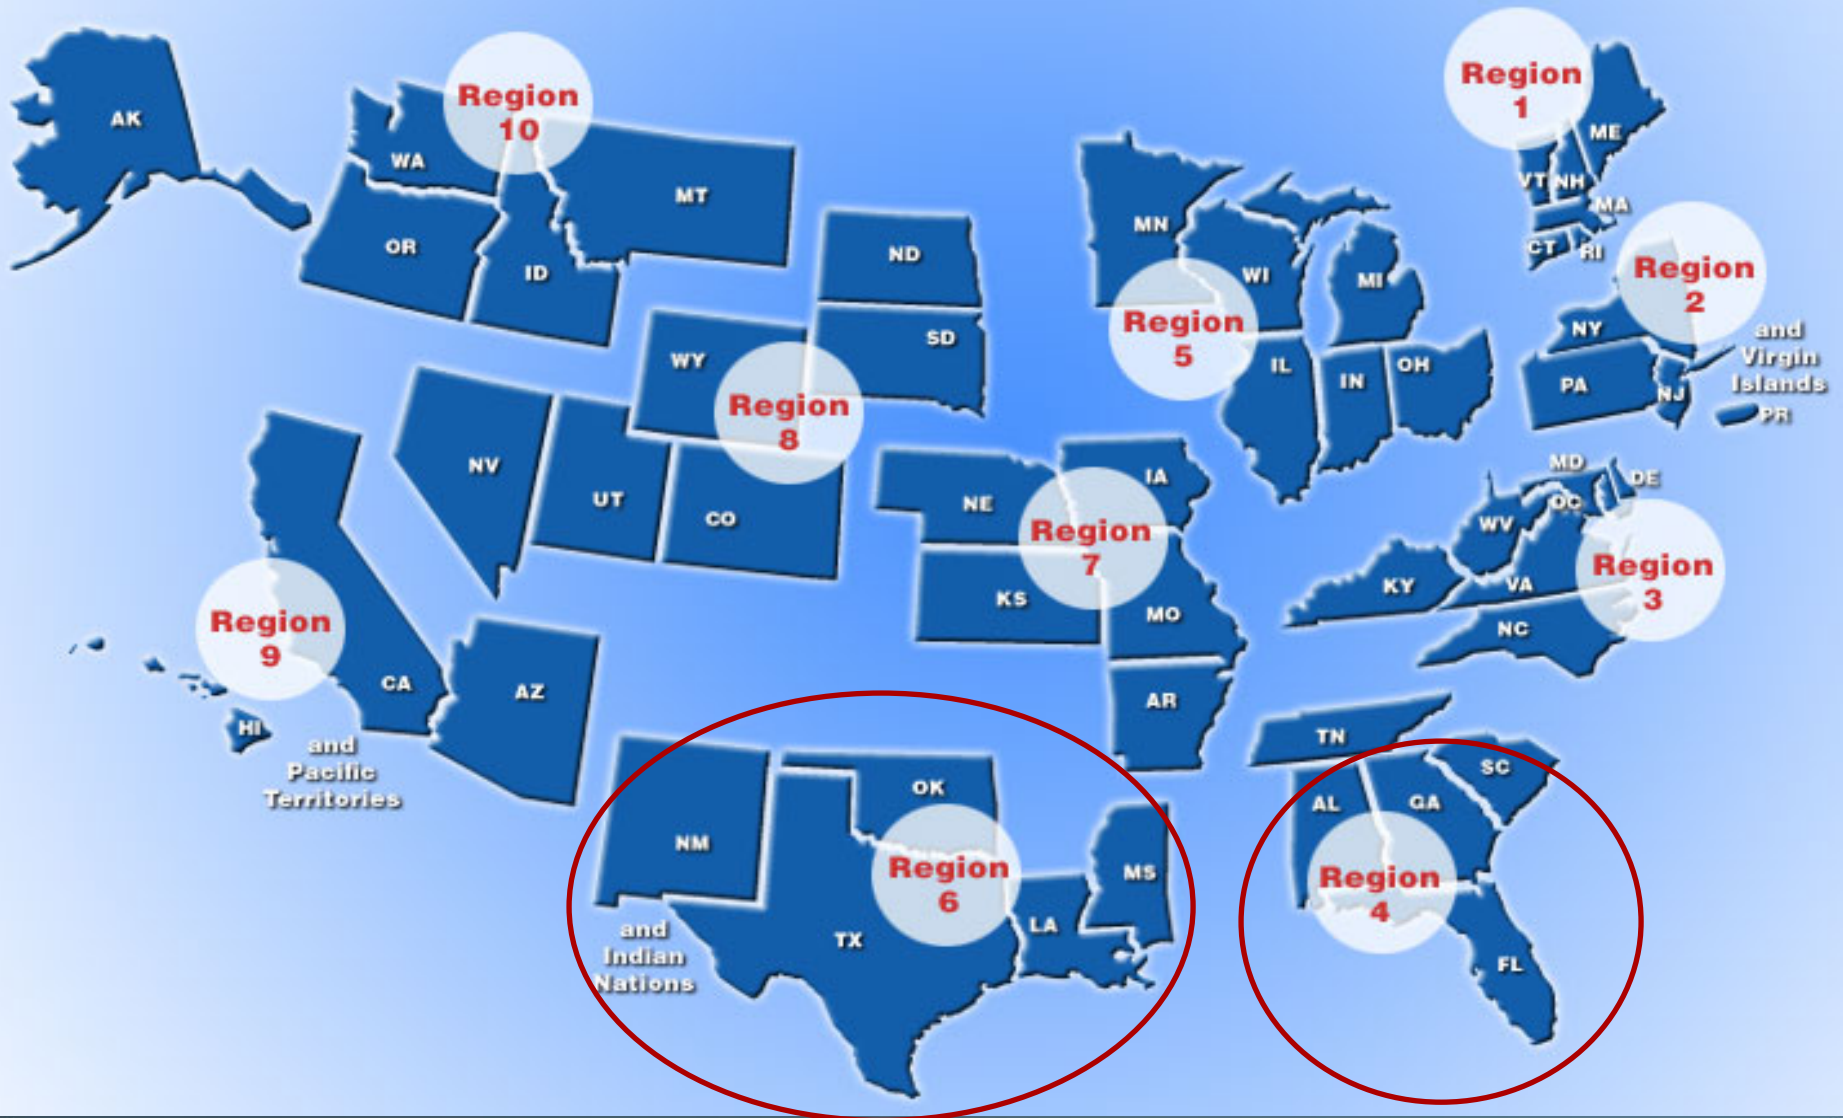 AK
WA
Region
10
MT
OR
ID
ND
SD
WY
Region
8
NV
UT
CO
CA
Region
9
HI
and
Pacific
Territories
AZ
MN
WI
MI
Region
5
IL
IN
OH
Region
1
ME
VT
NH
MA
CT
RI
Region
2
NY
and
Virgin
Islands
PA
NJ
PR
NE
IA
Region
7
KS
MO
AR
MD
DE
DC
WV
KY
VA
Region
3
NC
NM
OK
Region
6
TX
LA
MS
and
Indian
Nations
TN
SC
AL
GA
Region
4
FL